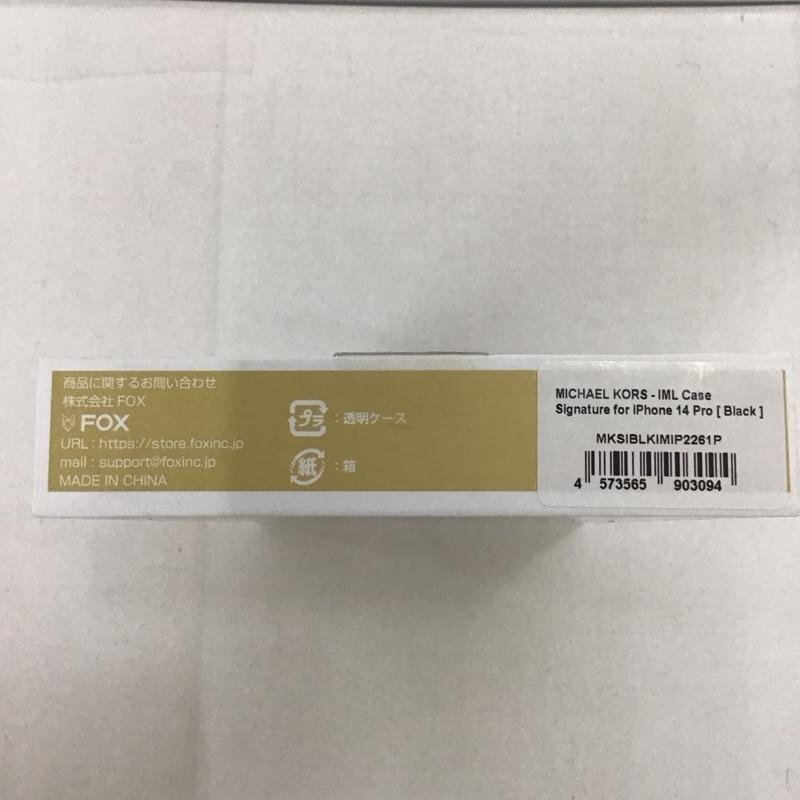 商品に関するお問い合わせ
株式会社 FOX
FOX
URL : https://store.foxinc.jp
mail : support@foxinc.jp
MADE IN CHINA
プラ : 透明ケース
紙 : 箱
MICHAEL KORS - IML Case
Signature for iPhone 14 Pro [ Black ]
MKSIBLKIMIP2261P
4 573565 903094